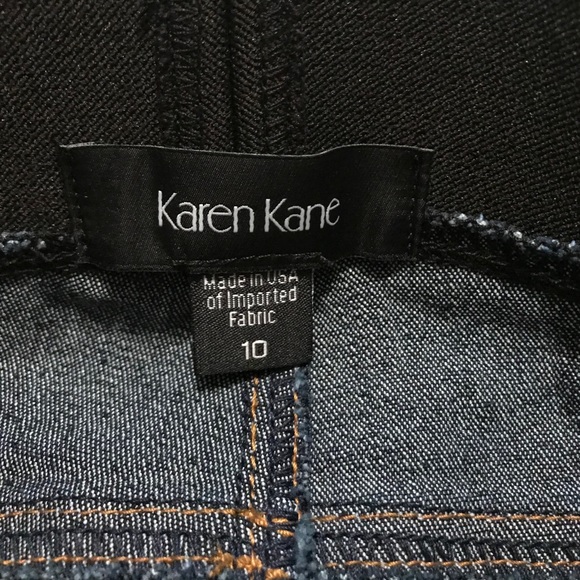 Karen Kane
Made in USA
of Imported
Fabric
10